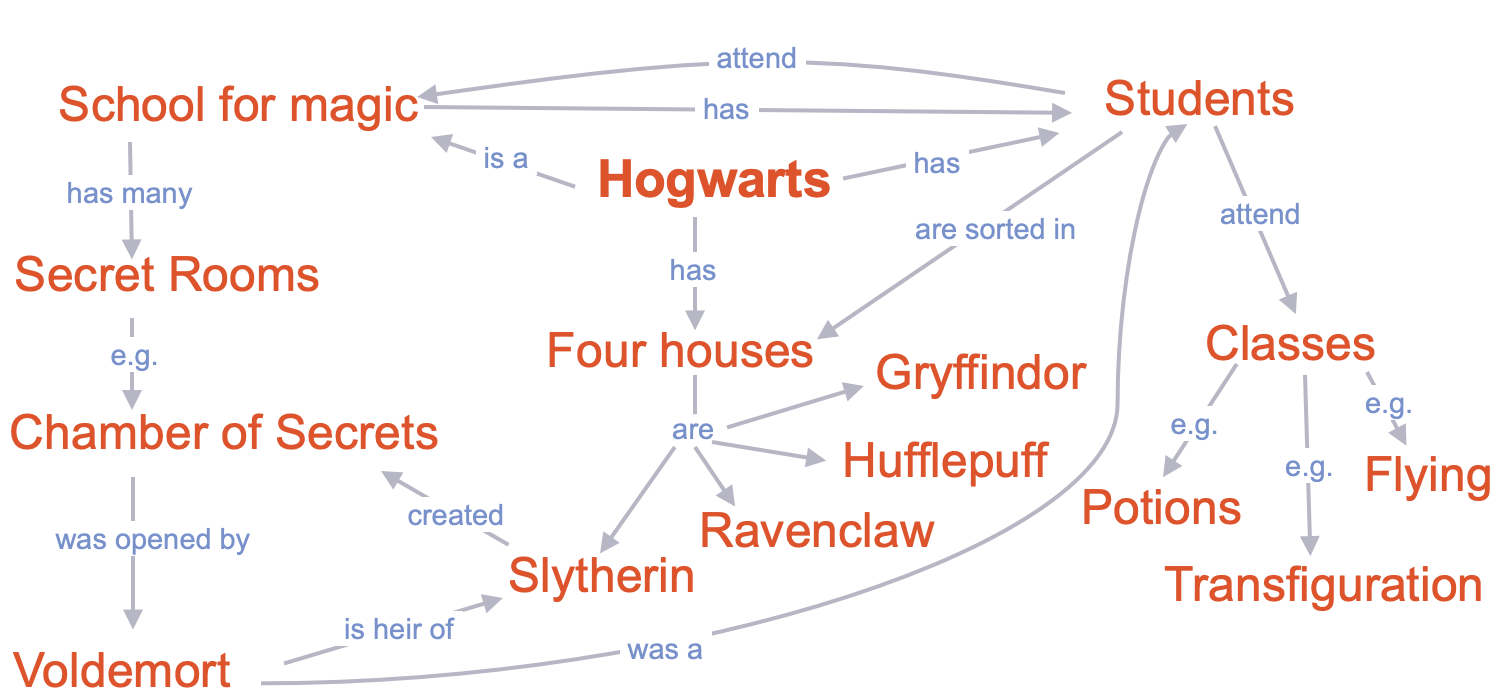 attend
School for magic
has
Students
is a
Hogwarts
has
has many
are sorted in
attend
Secret Rooms
has
e.g.
Four houses
Classes
Gryffindor
Chamber of Secrets
are
e.g.
e.g.
Hufflepuff
e.g.
Flying
created
Potions
was opened by
Ravenclaw
Slytherin
Transfiguration
is heir of
was a
Voldemort